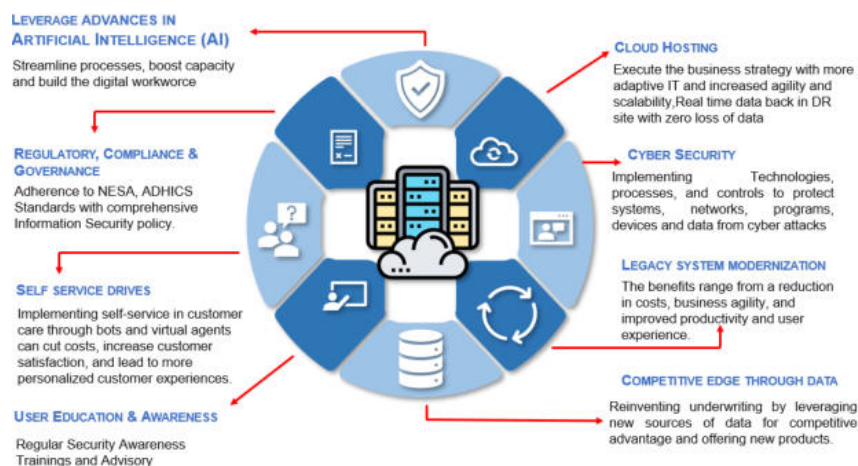 LEVERAGE ADVANCES IN
ARTIFICIAL INTELLIGENCE (AI)
Streamline processes, boost capacity
and build the digital workworce
REGULATORY, COMPLIANCE &
GOVERNANCE
Adherence to NESA, ADHICS
Standards with comprehensive
Information Security policy.
SELF SERVICE DRIVES
Implementing self-service in customer
care through bots and virtual agents
can cut costs, increase customer
satisfaction, and lead to more
personalized customer experiences.
USER EDUCATION & AWARENESS
Regular Security Awareness
Trainings and Advisory
CLOUD HOSTING
Execute the business strategy with more
adaptive IT and increased agility and
scalability,Real time data back in DR
site with zero loss of data
CYBER SECURITY
Implementing Technologies,
processes, and controls to protect
systems, networks, programs,
devices and data from cyber attacks
LEGACY SYSTEM MODERNIZATION
The benefits range from a reduction
in costs, business agility, and
improved productivity and user
experience.
COMPETITIVE EDGE THROUGH DATA
Reinventing underwriting by leveraging
new sources of data for competitive
advantage and offering new products.
?